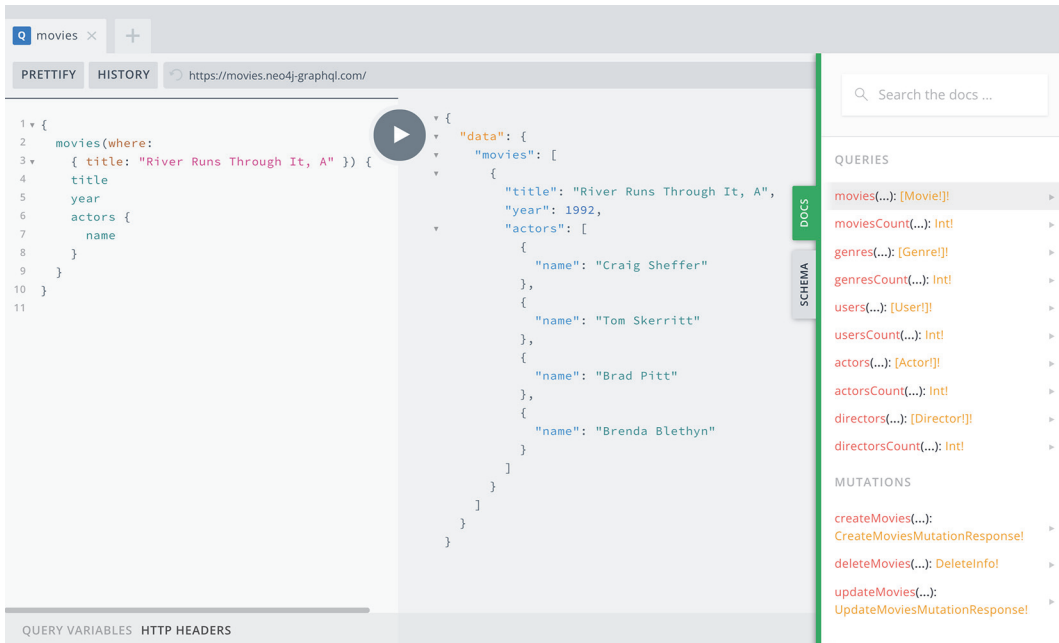 Q movies ×
+
PRETTIFY HISTORY https://movies.neo4j-graphql.com/
1 {
2 movies(where:
3 { title: "River Runs Through It, A" }) {
4 title
5 year
6 actors {
7 name
8 }
9 }
10 }
11
{
"data": {
"movies": [
{
"title": "River Runs Through It, A",
"year": 1992,
"actors": [
{
"name": "Craig Sheffer"
},
{
"name": "Tom Skerritt"
},
{
"name": "Brad Pitt"
},
{
"name": "Brenda Blethyn"
}
]
}
]
}
}
DOCS
SCHEMA
Search the docs ...
QUERIES
movies(...): [Movie!]!
moviesCount(...): Int!
genres(...): [Genre!]!
genresCount(...): Int!
users(...): [User!]!
usersCount(...): Int!
actors(...): [Actor!]!
actorsCount(...): Int!
directors(...): [Director!]!
directorsCount(...): Int!
MUTATIONS
createMovies(...):
CreateMoviesMutationResponse!
deleteMovies(...): DeleteInfo!
updateMovies(...):
UpdateMoviesMutationResponse!
QUERY VARIABLES HTTP HEADERS